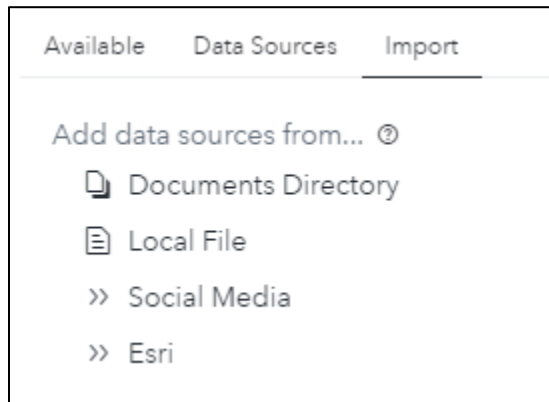 Available Data Sources Import
Add data sources from...
Documents Directory
Local File
Social Media
Esri